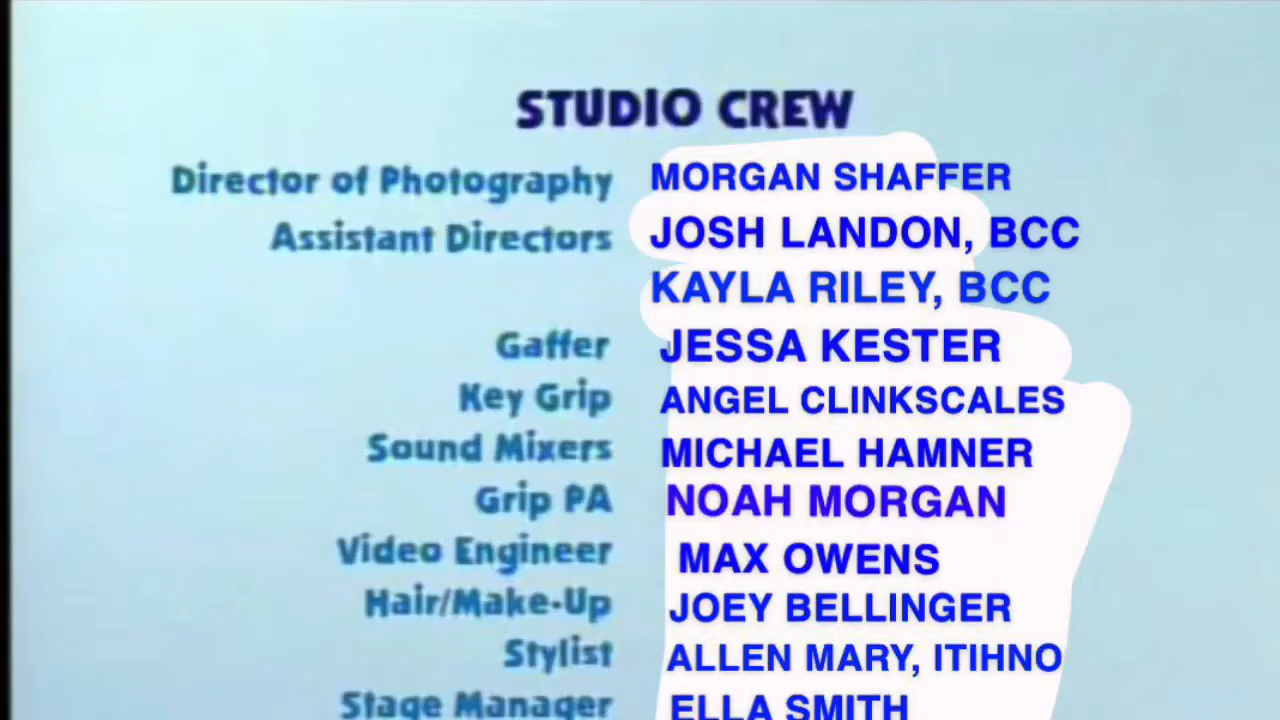 STUDIO CREW
Director of Photography MORGAN SHAFFER
Assistant Directors JOSH LANDON, BCC
KAYLA RILEY, BCC
Gaffer JESSA KESTER
Key Grip ANGEL CLINKSCALES
Sound Mixers MICHAEL HAMNER
Grip PA NOAH MORGAN
Video Engineer MAX OWENS
Hair/Make-Up JOEY BELLINGER
Stylist ALLEN MARY, ITIHNO
Stage Manager ELLA SMITH